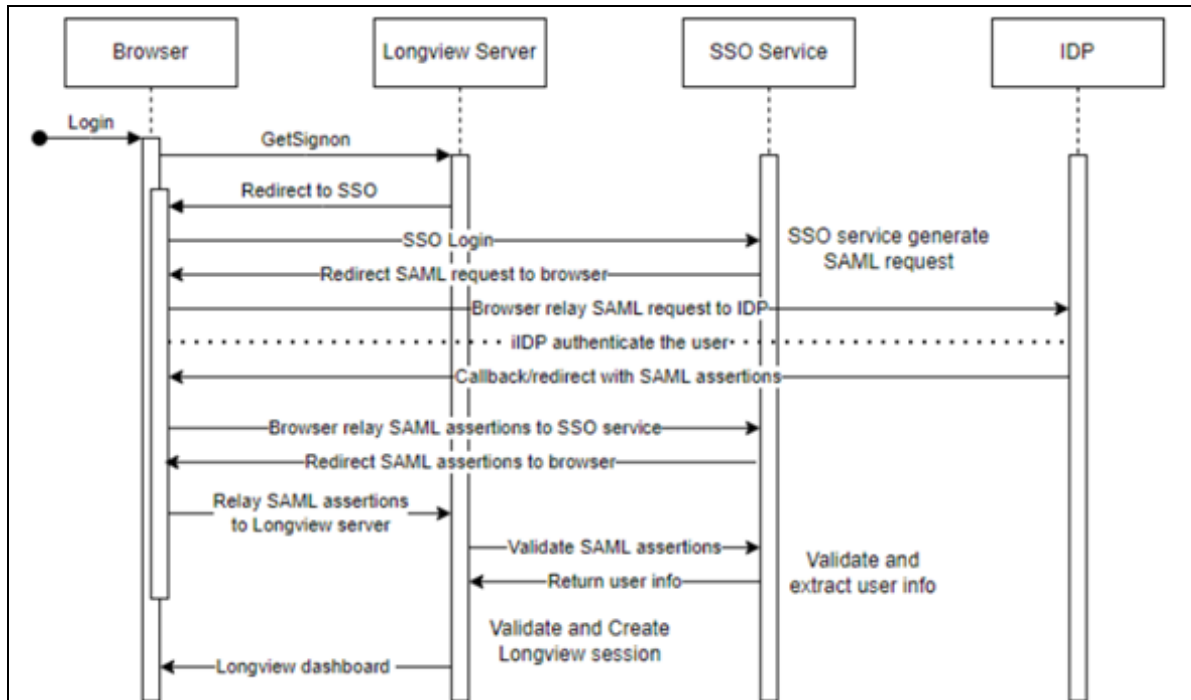 Browser
Longview Server
SSO Service
IDP
Login
GetSignon
Redirect to SSO
SSO Login
SSO service generate
SAML request
Redirect SAML request to browser
Browser relay SAML request to IDP
iIDP authenticate the user
Callback/redirect with SAML assertions
Browser relay SAML assertions to SSO service
Redirect SAML assertions to browser
Relay SAML assertions
to Longview server
Validate SAML assertions
Validate and
extract user info
Return user info
Validate and Create
Longview session
Longview dashboard